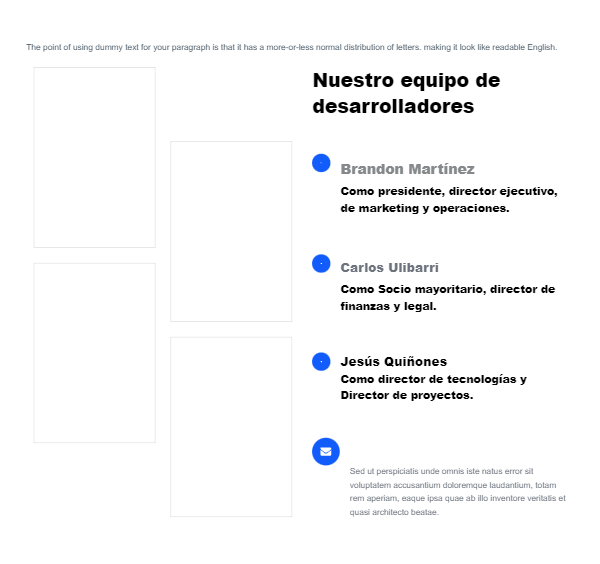 The point of using dummy text for your paragraph is that it has a more-or-less normal distribution of letters. making it look like readable English.
Nuestro equipo de
desarrolladores
Brandon Martínez
Como presidente, director ejecutivo,
de marketing y operaciones.
Carlos Ulibarri
Como Socio mayoritario, director de
finanzas y legal.
Jesús Quiñones
Como director de tecnologías y
Director de proyectos.
Sed ut perspiciatis unde omnis iste natus error sit
voluptatem accusantium doloremque laudantium, totam
rem aperiam, eaque ipsa quae ab illo inventore veritatis et
quasi architecto beatae.